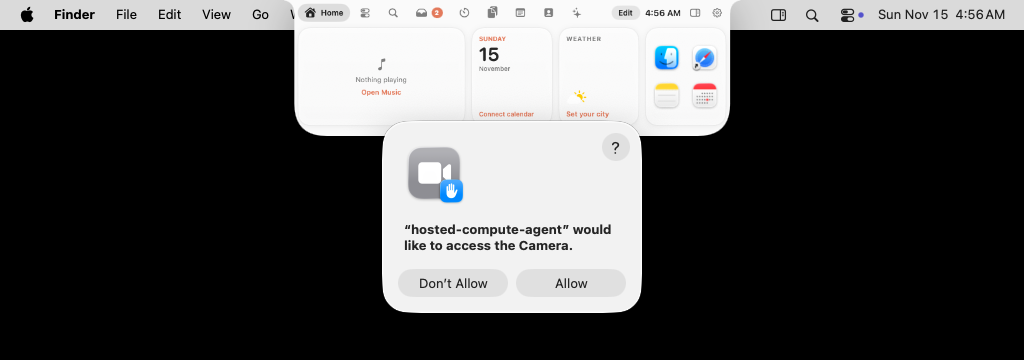 Finder File Edit View Go Sun Nov 15 4:56 AM
Home 2 Edit 4:56 AM
Nothing playing
Open Music
SUNDAY
15
November
Connect calendar
WEATHER
Set your city
?
“hosted-compute-agent” would
like to access the Camera.
Don't Allow Allow